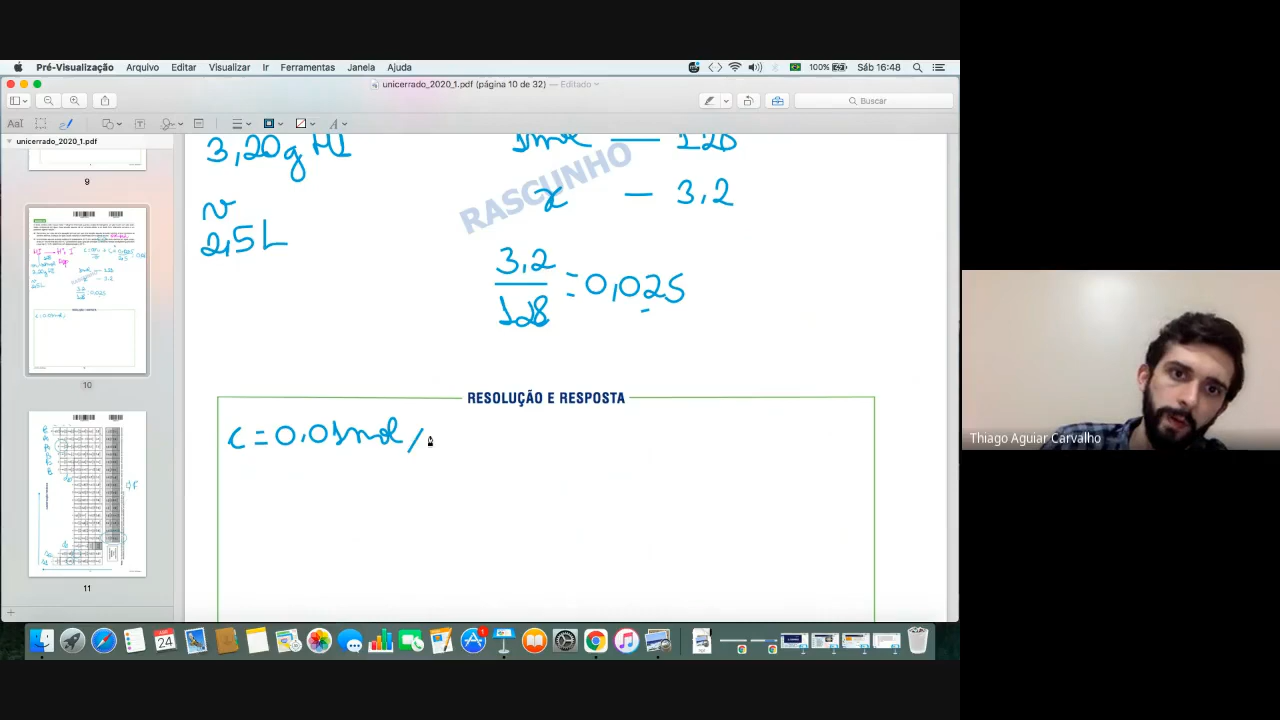 Pré-Visualização Arquivo Editar Visualizar Ir Ferramentas Janela Ajuda 100% Sáb 16:48
unicerrado_2020_1.pdf (página 10 de 32) — Editado
Buscar
unicerrado_2020_1.pdf
9
10
11
3,20g HI
1mol — 128
x — 3,2
RASCUNHO
V
2,5L
3,2
128
=0,025
RESOLUÇÃO E RESPOSTA
C = 0,01mol/
Thiago Aguiar Carvalho
24
1